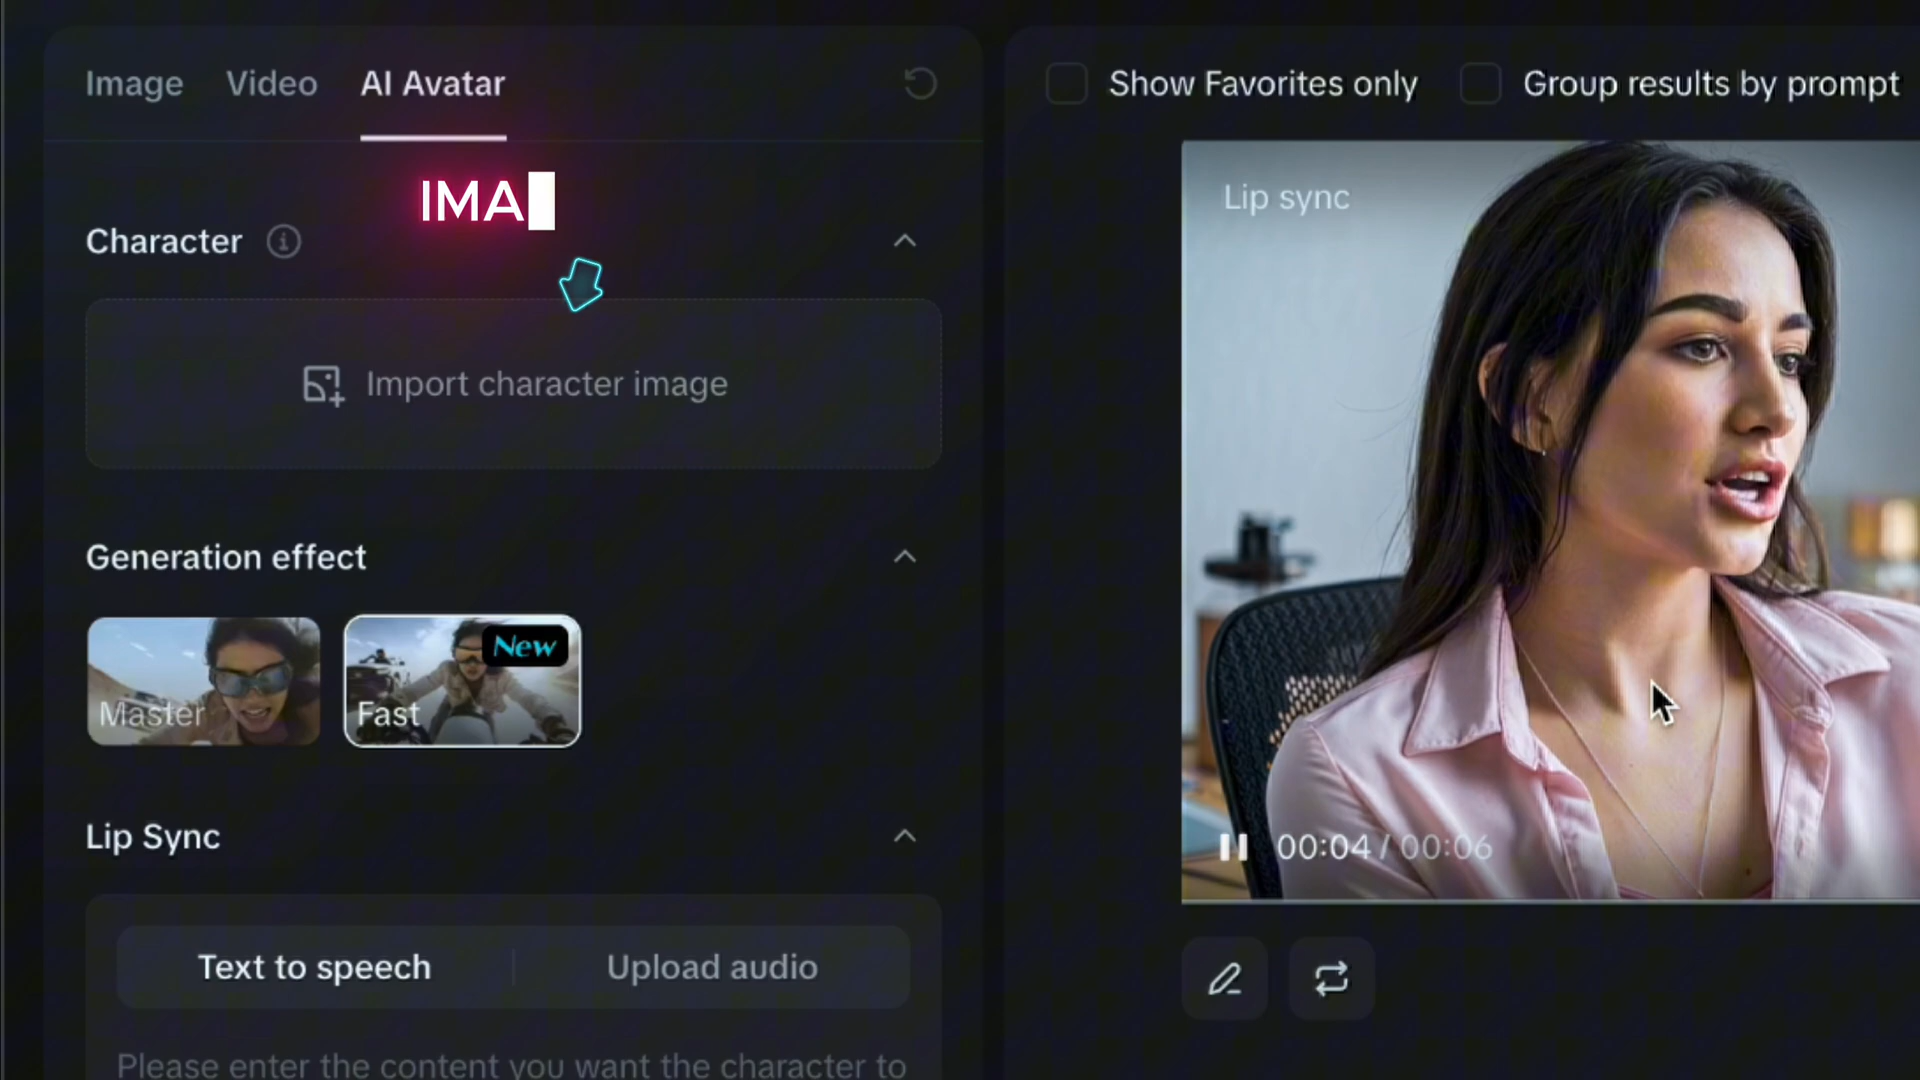 Image Video AI Avatar
IMA
Character
Import character image
Generation effect
Master
Fast
New
Lip Sync
Text to speech Upload audio
Please enter the content you want the character to
Show Favorites only Group results by prompt
Lip sync
00:04 / 00:06